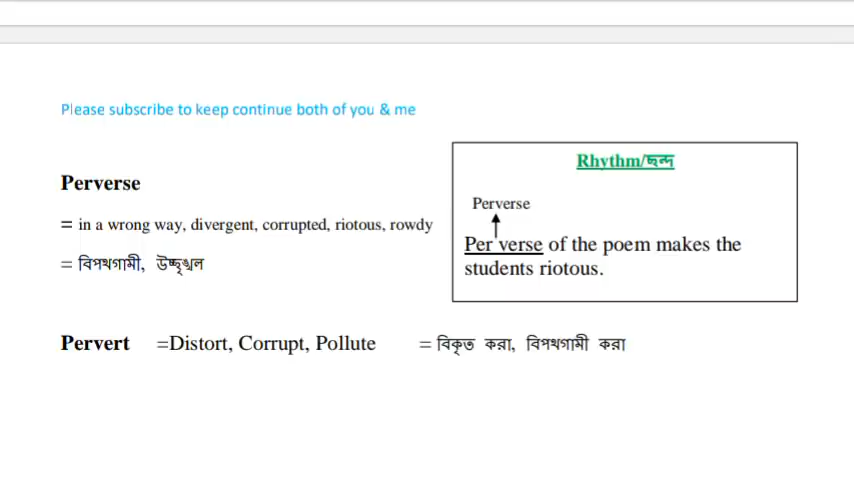 Please subscribe to keep continue both of you & me
Rhythm/ছন্দ
Perverse
Perverse
= in a wrong way, divergent, corrupted, riotous, rowdy
Per verse of the poem makes the
students riotous.
= বিপথগামী, উচ্ছৃঙ্খল
Pervert =Distort, Corrupt, Pollute = বিকৃত করা, বিপথগামী করা